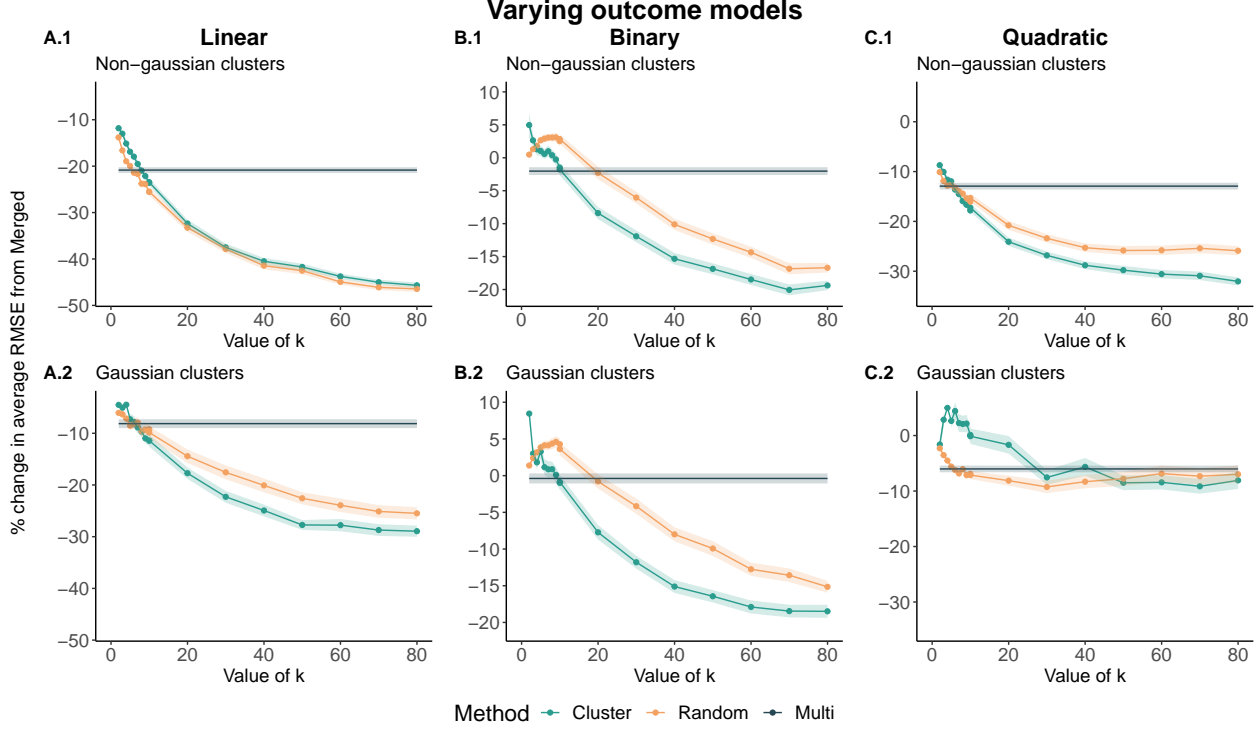 Varying outcome models
A.1 Linear
Non−gaussian clusters
−10
−20
−30
−40
−50
0 20 40 60 80
Value of k
B.1 Binary
Non−gaussian clusters
10
5
0
−5
−10
−15
−20
0 20 40 60 80
Value of k
C.1 Quadratic
Non−gaussian clusters
0
−10
−20
−30
0 20 40 60 80
Value of k
% change in average RMSE from Merged
A.2 Gaussian clusters
−10
−20
−30
−40
−50
0 20 40 60 80
Value of k
B.2 Gaussian clusters
10
5
0
−5
−10
−15
−20
0 20 40 60 80
Value of k
C.2 Gaussian clusters
0
−10
−20
−30
0 20 40 60 80
Value of k
Method Cluster Random Multi